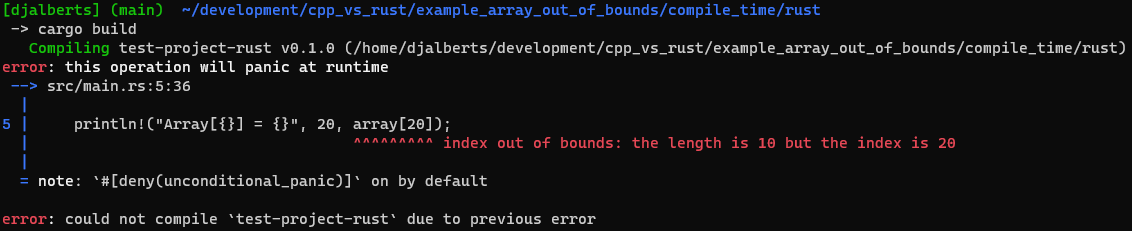 [djalberts] (main)  ~/development/cpp_vs_rust/example_array_out_of_bounds/compile_time/rust
 -> cargo build
   Compiling test-project-rust v0.1.0 (/home/djalberts/development/cpp_vs_rust/example_array_out_of_bounds/compile_time/rust)
error: this operation will panic at runtime
 --> src/main.rs:5:36
  |
5 |     println!("Array[{}] = {}", 20, array[20]);
  |                                    ^^^^^^^^^ index out of bounds: the length is 10 but the index is 20
  |
  = note: `#[deny(unconditional_panic)]` on by default
error: could not compile `test-project-rust` due to previous error